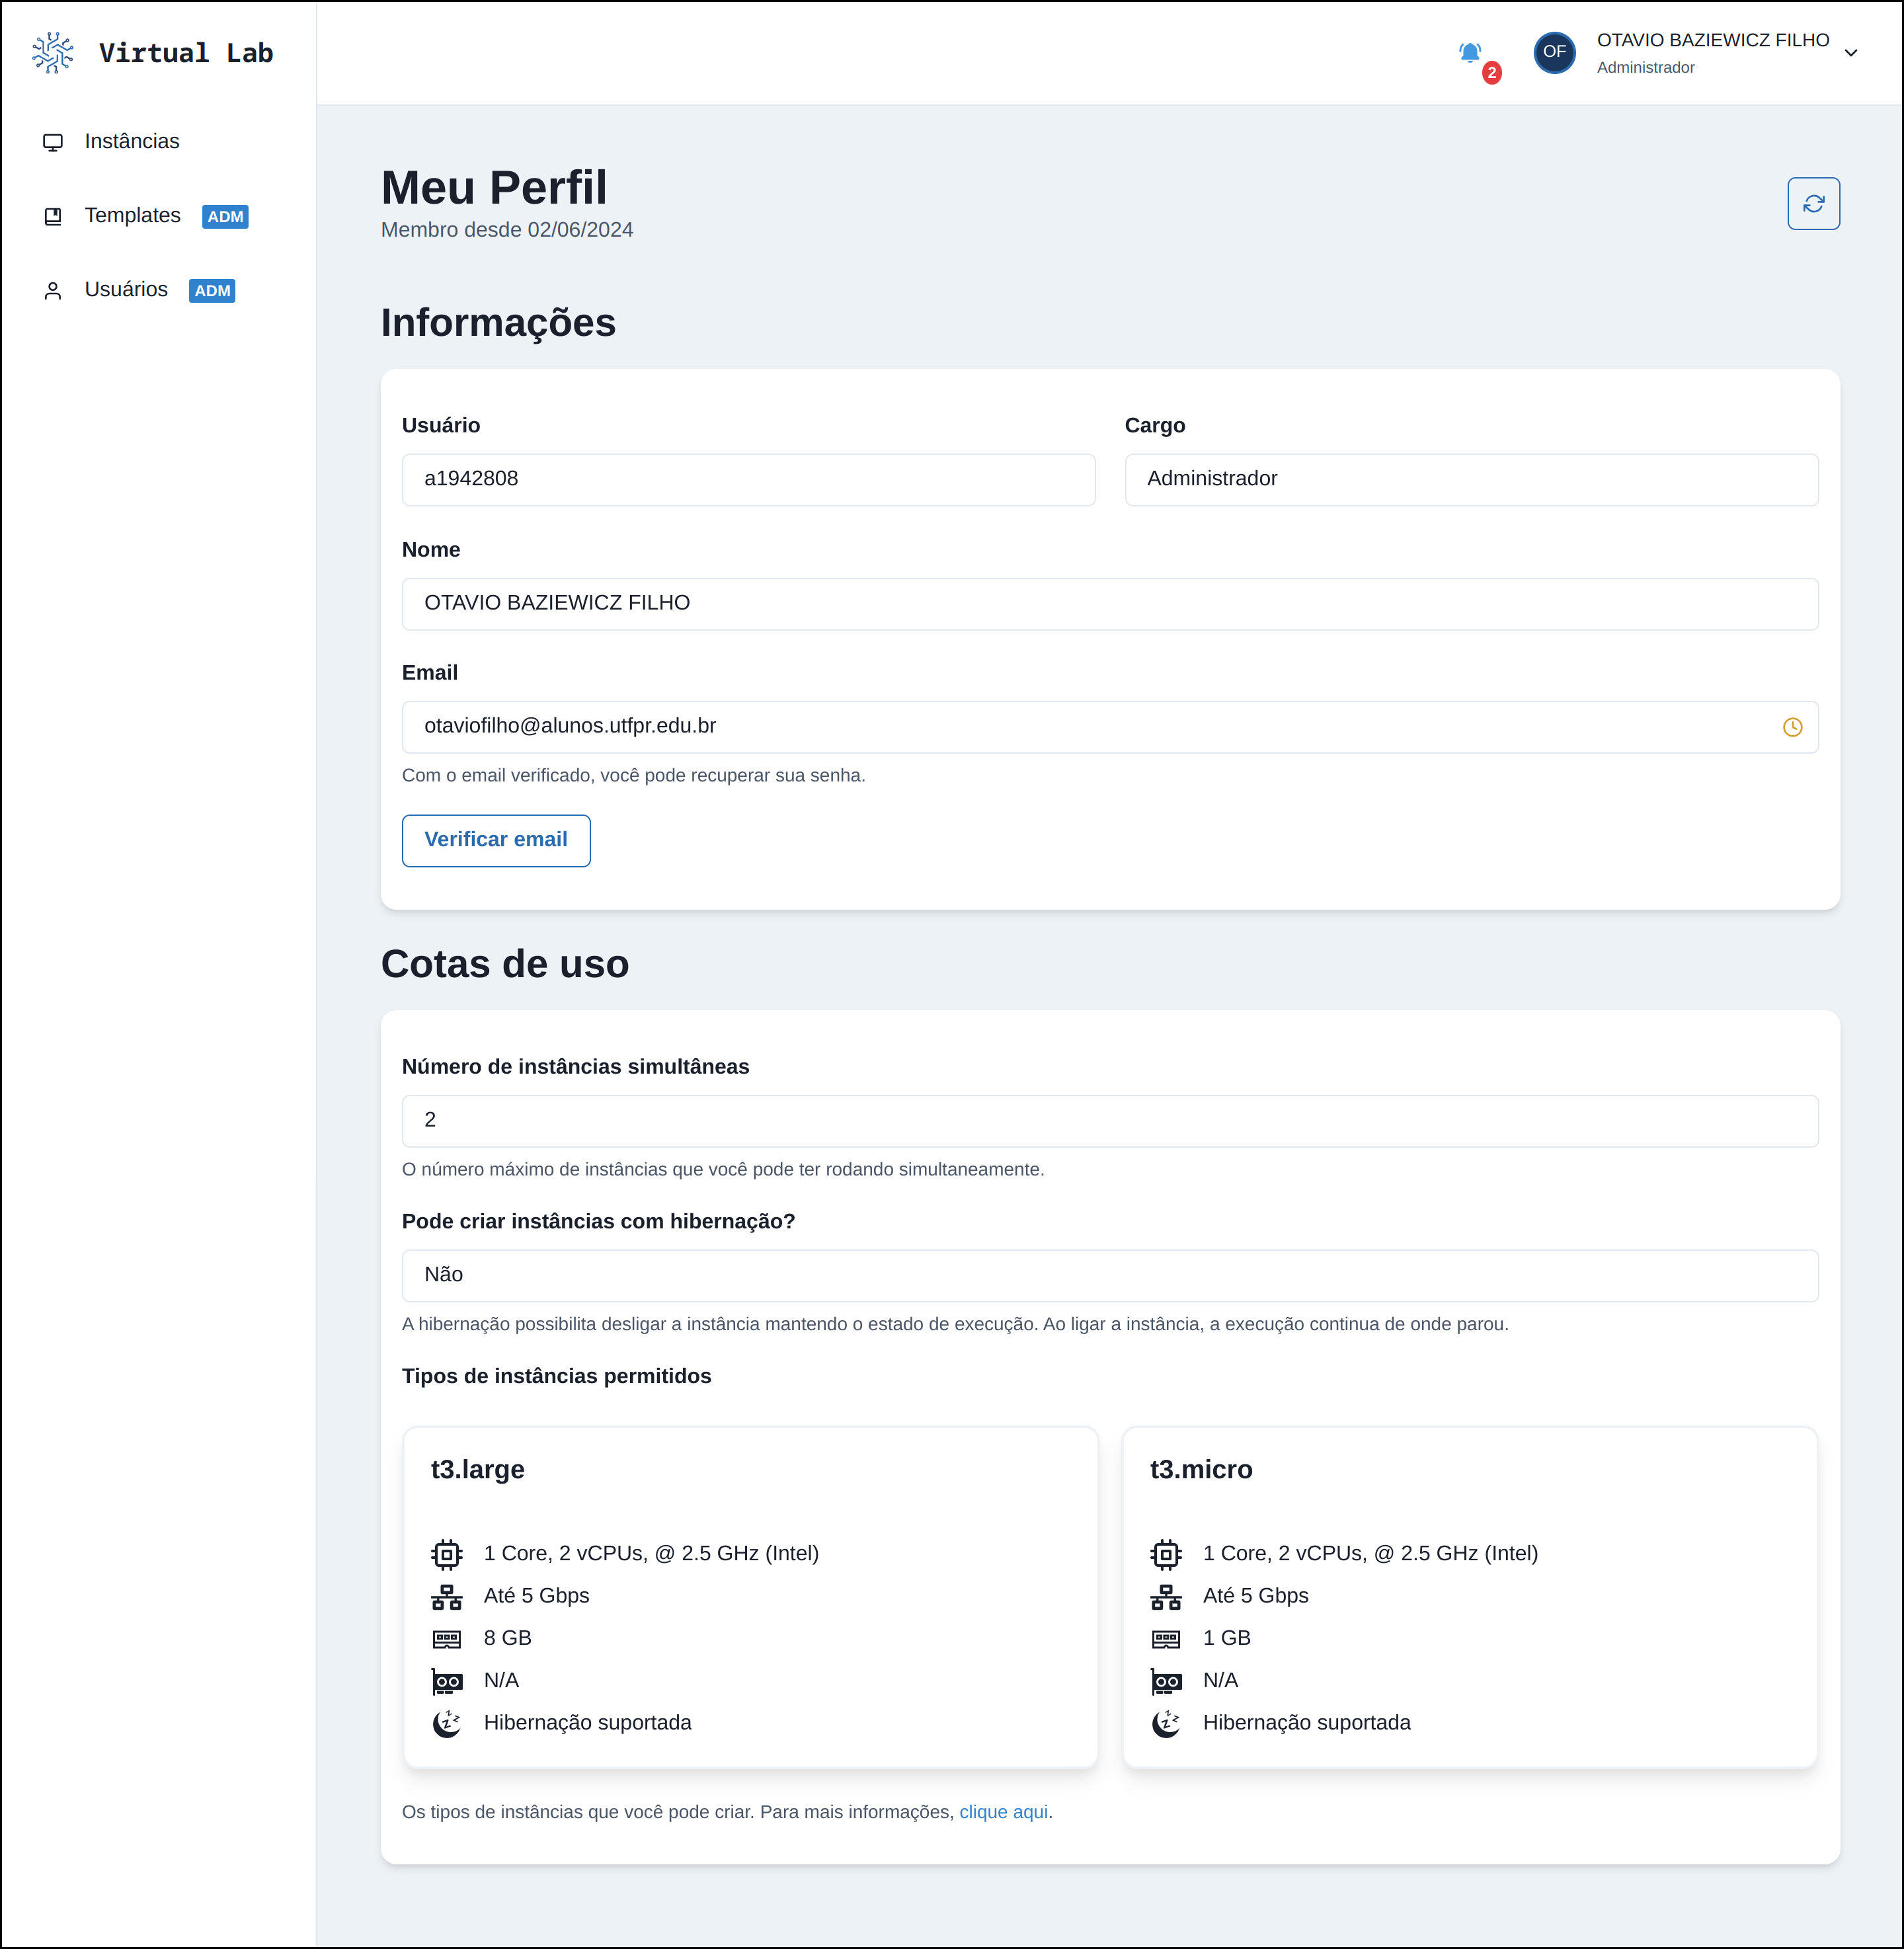 Virtual Lab
2
OF
OTAVIO BAZIEWICZ FILHO
Administrador
Instâncias
Templates ADM
Usuários ADM
Meu Perfil
Membro desde 02/06/2024
Informações
Usuário
a1942808
Cargo
Administrador
Nome
OTAVIO BAZIEWICZ FILHO
Email
otaviofilho@alunos.utfpr.edu.br
Com o email verificado, você pode recuperar sua senha.
Verificar email
Cotas de uso
Número de instâncias simultâneas
2
O número máximo de instâncias que você pode ter rodando simultaneamente.
Pode criar instâncias com hibernação?
Não
A hibernação possibilita desligar a instância mantendo o estado de execução. Ao ligar a instância, a execução continua de onde parou.
Tipos de instâncias permitidos
t3.large
1 Core, 2 vCPUs, @ 2.5 GHz (Intel)
Até 5 Gbps
8 GB
N/A
Hibernação suportada
t3.micro
1 Core, 2 vCPUs, @ 2.5 GHz (Intel)
Até 5 Gbps
1 GB
N/A
Hibernação suportada
Os tipos de instâncias que você pode criar. Para mais informações, clique aqui.